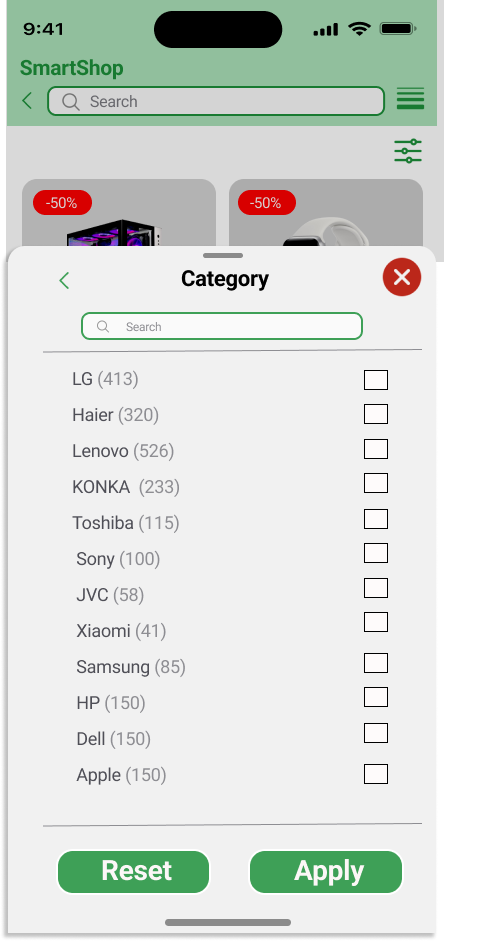 9:41
SmartShop
Search
-50%
-50%
Category
Search
LG (413)
Haier (320)
Lenovo (526)
KONKA (233)
Toshiba (115)
Sony (100)
JVC (58)
Xiaomi (41)
Samsung (85)
HP (150)
Dell (150)
Apple (150)
Reset Apply